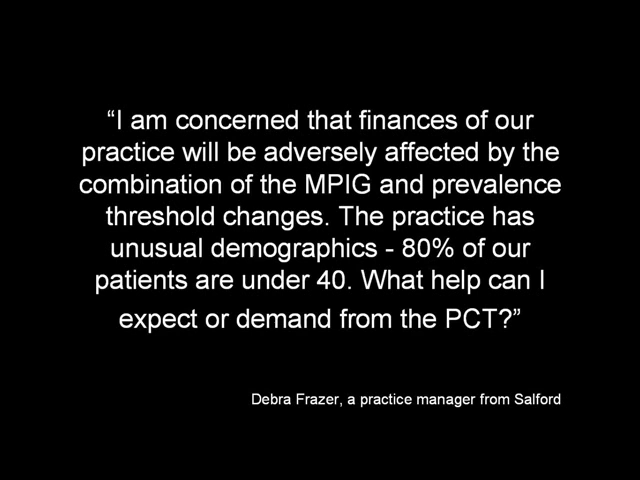 “I am concerned that finances of our
practice will be adversely affected by the
combination of the MPIG and prevalence
threshold changes. The practice has
unusual demographics - 80% of our
patients are under 40. What help can I
expect or demand from the PCT?”
Debra Frazer, a practice manager from Salford